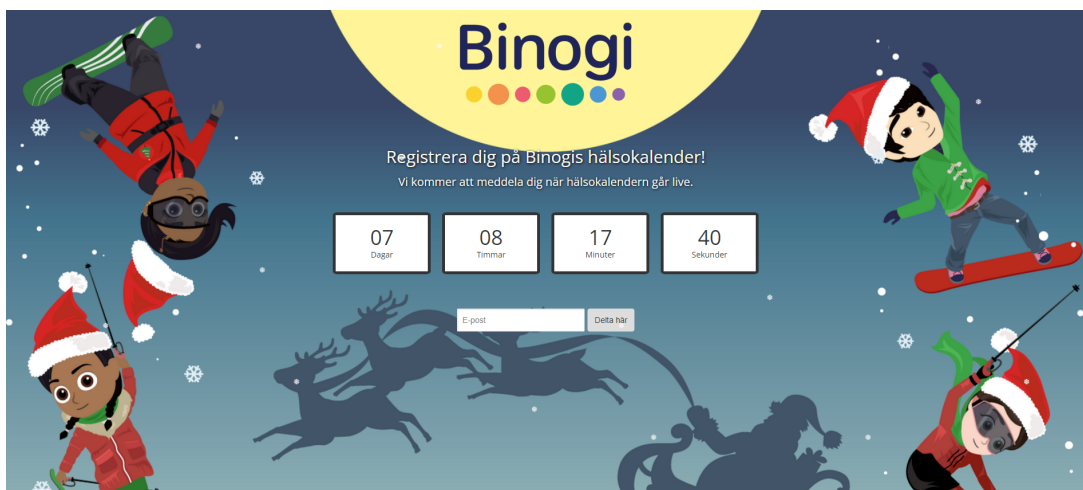 Binogi
Registrera dig på Binogis hälsokalender!
Vi kommer att meddela dig när hälsokalendern går live.
07 08 17 40
Dagar Timmar Minuter Sekunder
E-post Delta här